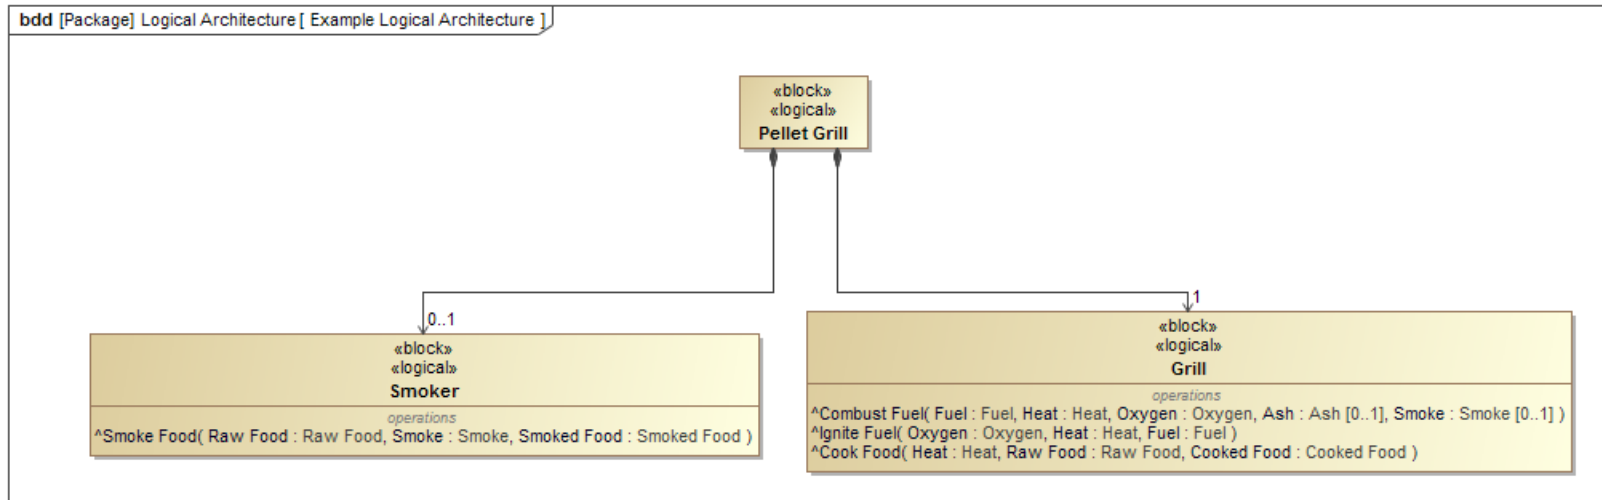 bdd [Package] Logical Architecture [ Example Logical Architecture ]
«block»
«logical»
Pellet Grill
0..1
1
«block»
«logical»
Smoker
operations
^Smoke Food( Raw Food : Raw Food, Smoke : Smoke, Smoked Food : Smoked Food )
«block»
«logical»
Grill
operations
^Combust Fuel( Fuel : Fuel, Heat : Heat, Oxygen : Oxygen, Ash : Ash [0..1], Smoke : Smoke [0..1] )
^Ignite Fuel( Oxygen : Oxygen, Heat : Heat, Fuel : Fuel )
^Cook Food( Heat : Heat, Raw Food : Raw Food, Cooked Food : Cooked Food )